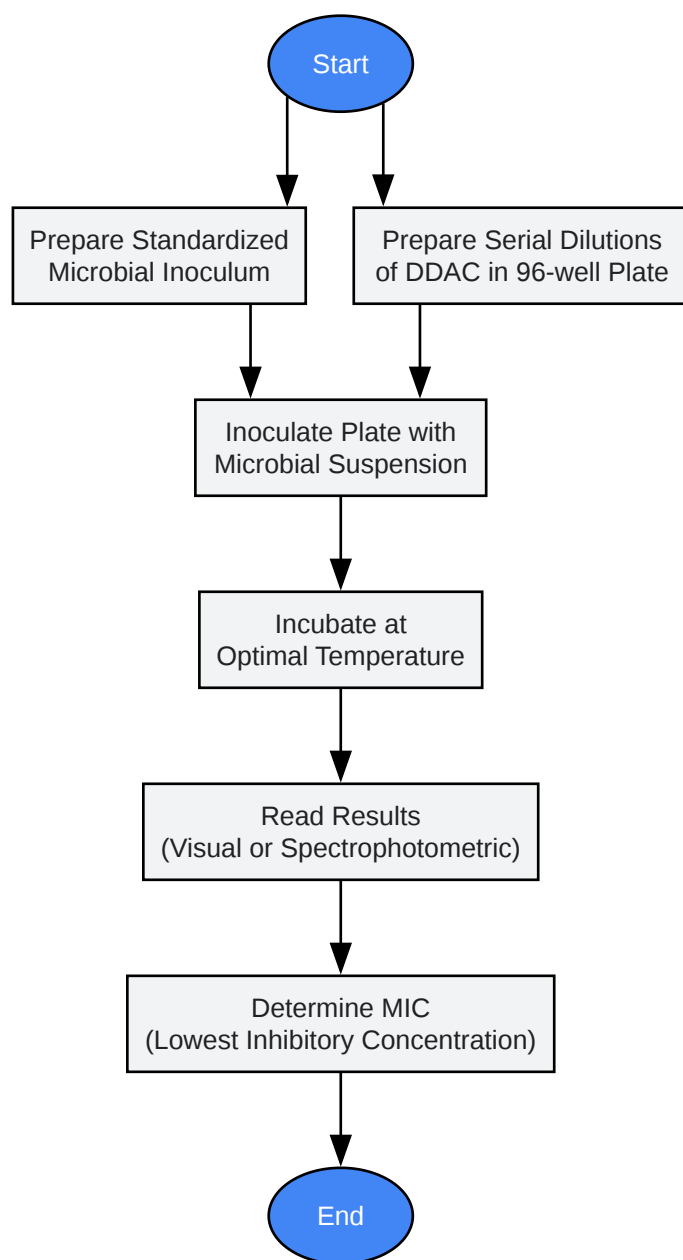 Start
Prepare Standardized
Microbial Inoculum
Prepare Serial Dilutions
of DDAC in 96-well Plate
Inoculate Plate with
Microbial Suspension
Incubate at
Optimal Temperature
Read Results
(Visual or Spectrophotometric)
Determine MIC
(Lowest Inhibitory Concentration)
End